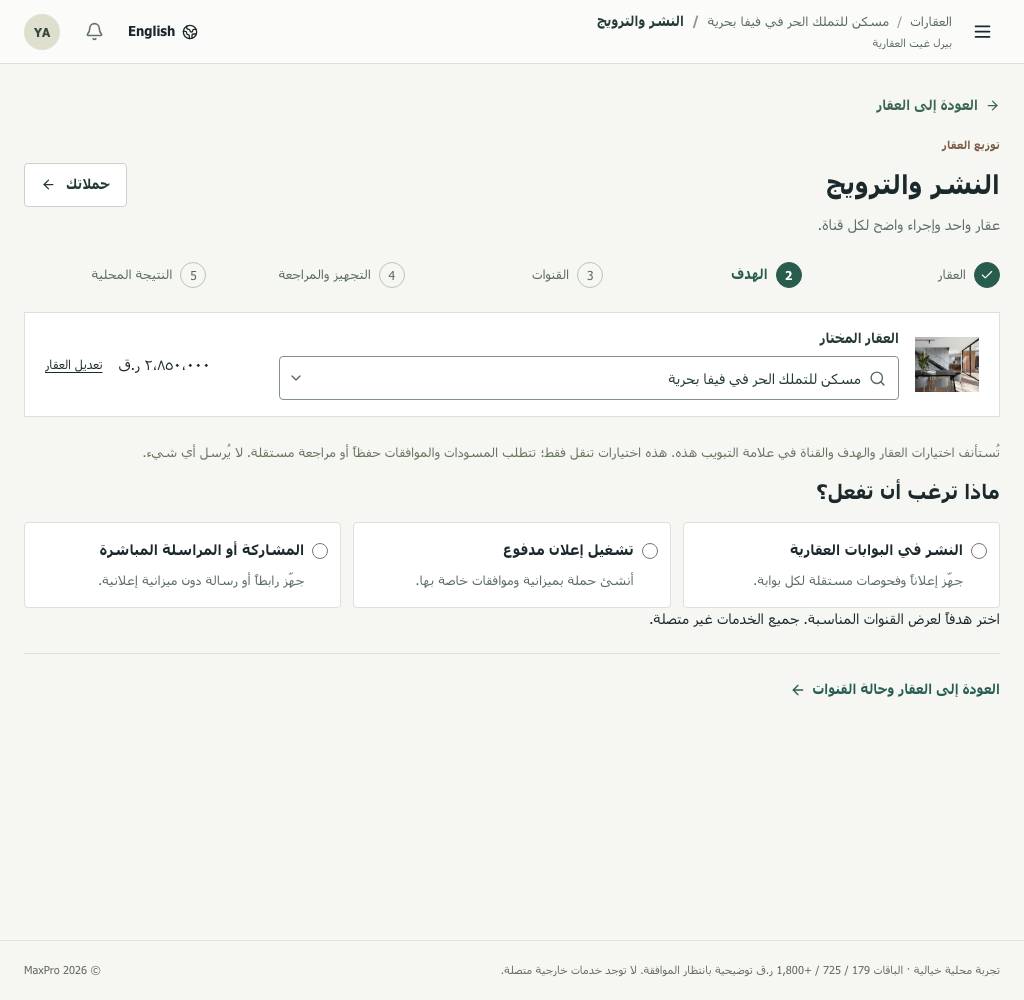 العقارات / مسكن للتملك الحر في فيفا بحرية / النشر والترويج
بيرل غيت العقارية
English
YA
العودة إلى العقار
توزيع العقار
النشر والترويج
حملاتك
عقار واحد وإجراء واضح لكل قناة.
العقار
2 الهدف
3 القنوات
4 التجهيز والمراجعة
5 النتيجة المحلية
العقار المختار
مسكن للتملك الحر في فيفا بحرية
٢٬٨٥٠٬٠٠٠ ر.ق
تعديل العقار
تُستأنف اختيارات العقار والهدف والقناة في علامة التبويب هذه. هذه اختيارات تنقل فقط؛ تتطلب المسودات والموافقات حفظاً أو مراجعة مستقلة. لا يُرسل أي شيء.
ماذا ترغب أن تفعل؟
النشر في البوابات العقارية
جهّز إعلاناً وفحوصات مستقلة لكل بوابة.
تشغيل إعلان مدفوع
أنشئ حملة بميزانية وموافقات خاصة بها.
المشاركة أو المراسلة المباشرة
جهّز رابطاً أو رسالة دون ميزانية إعلانية.
اختر هدفاً لعرض القنوات المناسبة. جميع الخدمات غير متصلة.
العودة إلى العقار وحالة القنوات
تجربة محلية خيالية · الباقات 179 / 725 / +1,800 ر.ق توضيحية بانتظار الموافقة. لا توجد خدمات خارجية متصلة.
© 2026 MaxPro